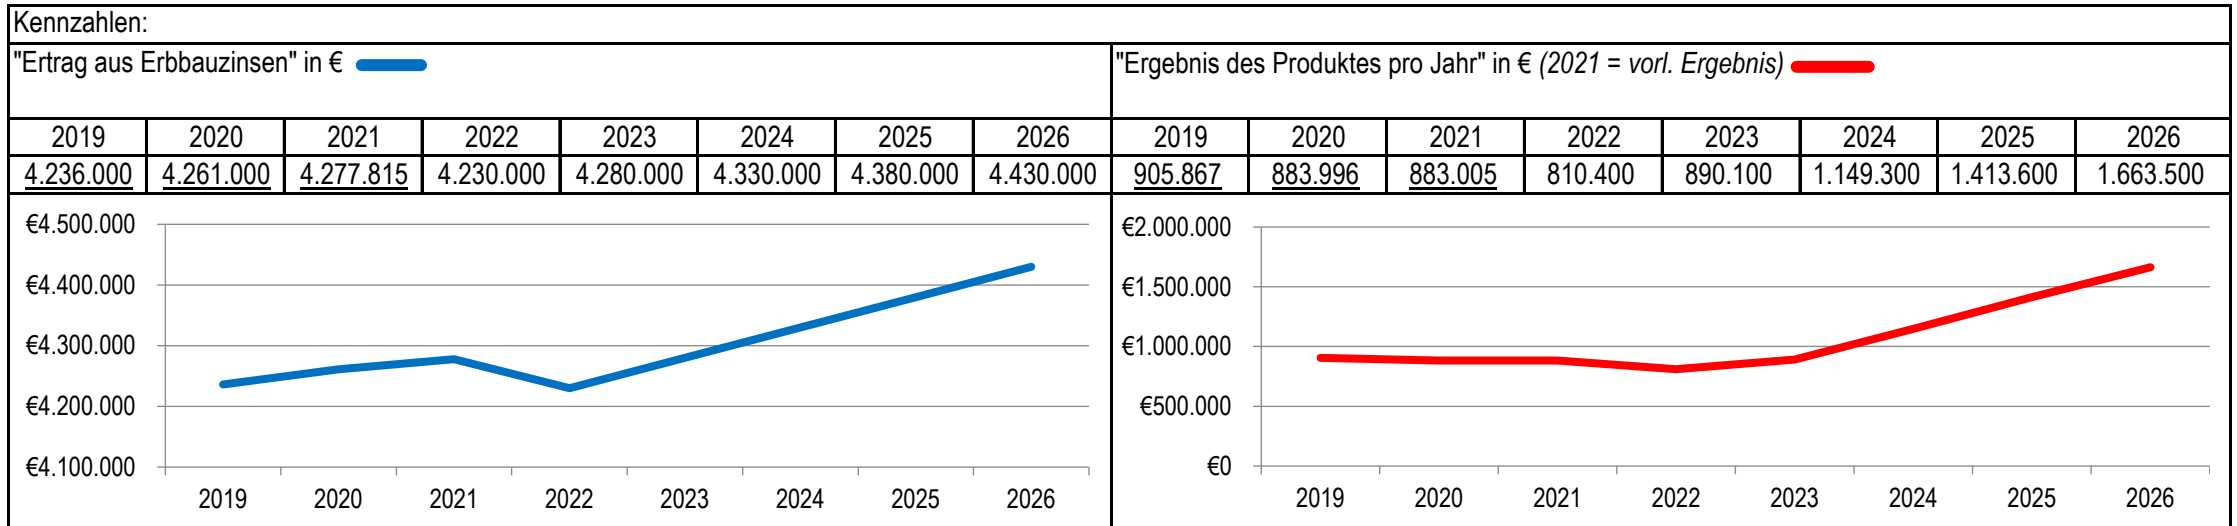 Kennzahlen:
"Ertrag aus Erbbauzinsen" in €
2019 2020 2021 2022 2023 2024 2025 2026
4.236.000 4.261.000 4.277.815 4.230.000 4.280.000 4.330.000 4.380.000 4.430.000
€4.500.000
€4.400.000
€4.300.000
€4.200.000
€4.100.000
2019 2020 2021 2022 2023 2024 2025 2026
"Ergebnis des Produktes pro Jahr" in € (2021 = vorl. Ergebnis)
2019 2020 2021 2022 2023 2024 2025 2026
905.867 883.996 883.005 810.400 890.100 1.149.300 1.413.600 1.663.500
€2.000.000
€1.500.000
€1.000.000
€500.000
€0
2019 2020 2021 2022 2023 2024 2025 2026